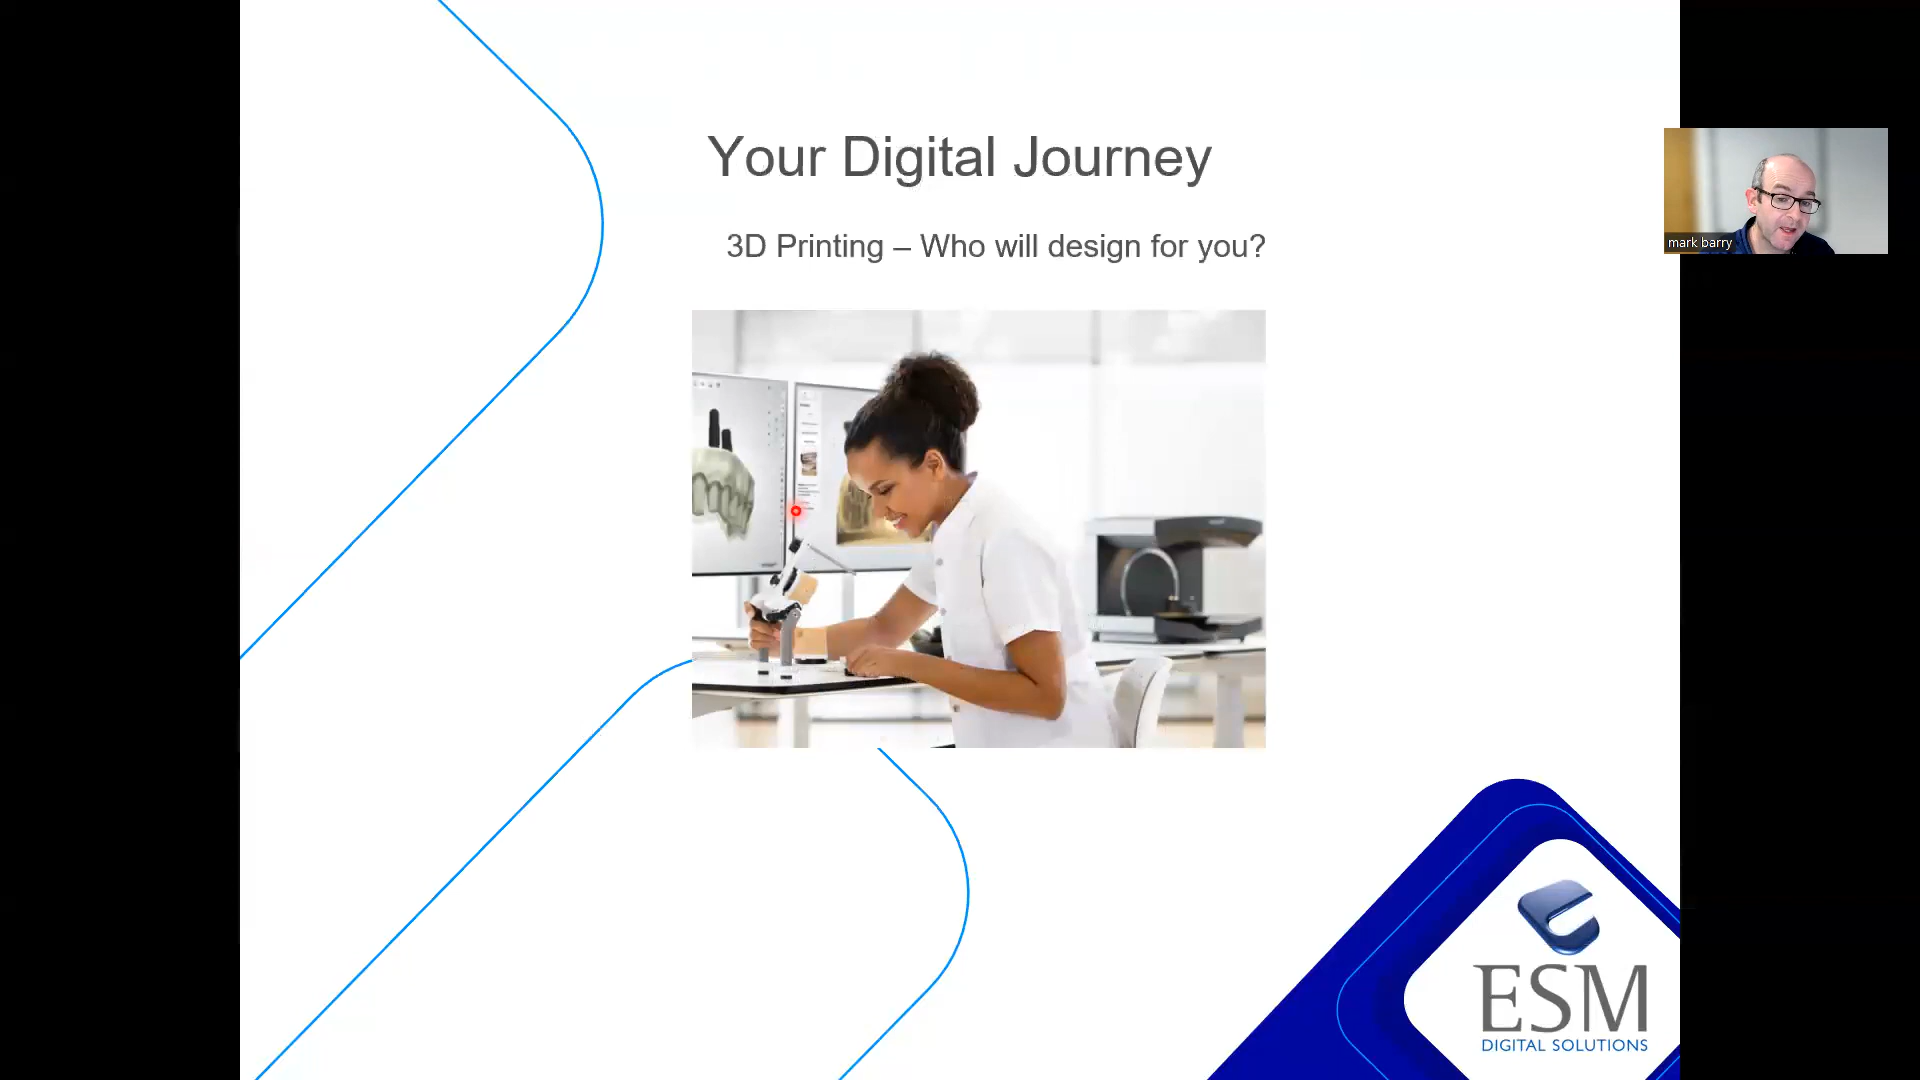 Your Digital Journey
3D Printing – Who will design for you?
mark barry
ESM
DIGITAL SOLUTIONS